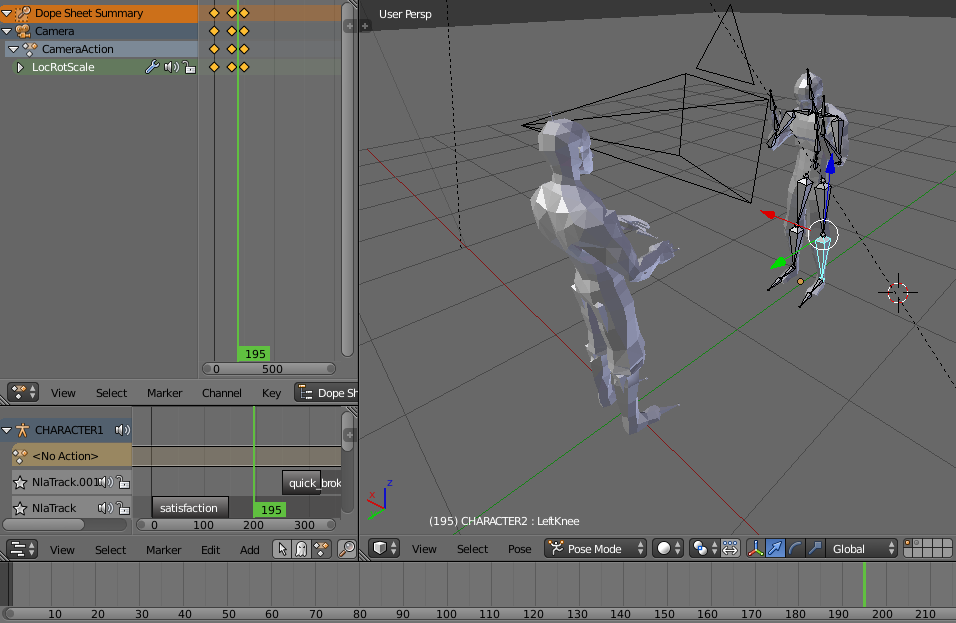 Dope Sheet Summary
Camera
CameraAction
LocRotScale
195
0 500
View Select Marker Channel Key Dope Sh
CHARACTER1
<No Action>
NlaTrack.001
quick_brok
NlaTrack
satisfaction
195
0 100 200 300
View Select Marker Edit Add
User Persp
z
x
(195) CHARACTER2 : LeftKnee
View Select Pose Pose Mode Global
10 20 30 40 50 60 70 80 90 100 110 120 130 140 150 160 170 180 190 200 210